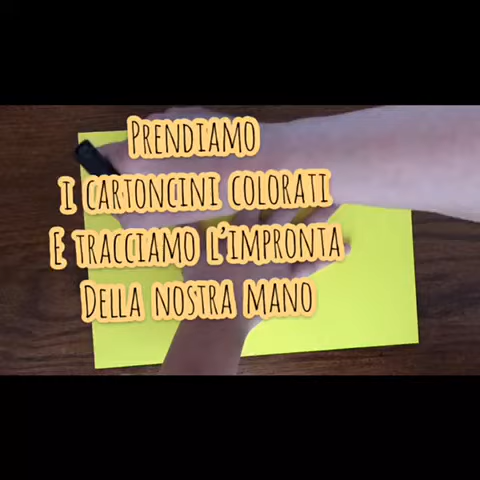 Prendiamo
i cartoncini colorati
e tracciamo l'impronta
della nostra mano